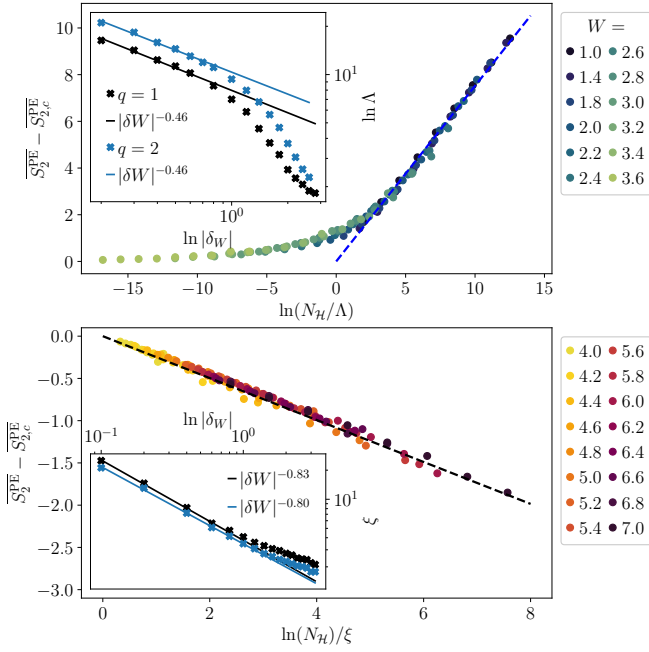 10
8
6
4
2
0
S̅₂^PE − S̅₂,c^PE
q = 1
|δW|^−0.46
q = 2
|δW|^−0.46
10^0
ln|δ_W|
10^1
ln Λ
−15 −10 −5 0 5 10 15
ln(N_ℋ/Λ)
W =
1.0 2.6
1.4 2.8
1.8 3.0
2.0 3.2
2.2 3.4
2.4 3.6
0.0
−0.5
−1.0
−1.5
−2.0
−2.5
−3.0
S̅₂^PE − S̅₂,c^PE
ln|δ_W|
10^−1 10^0
|δW|^−0.83
|δW|^−0.80
10^1
ξ
0 2 4 6 8
ln(N_ℋ)/ξ
4.0 5.6
4.2 5.8
4.4 6.0
4.6 6.2
4.8 6.4
5.0 6.6
5.2 6.8
5.4 7.0